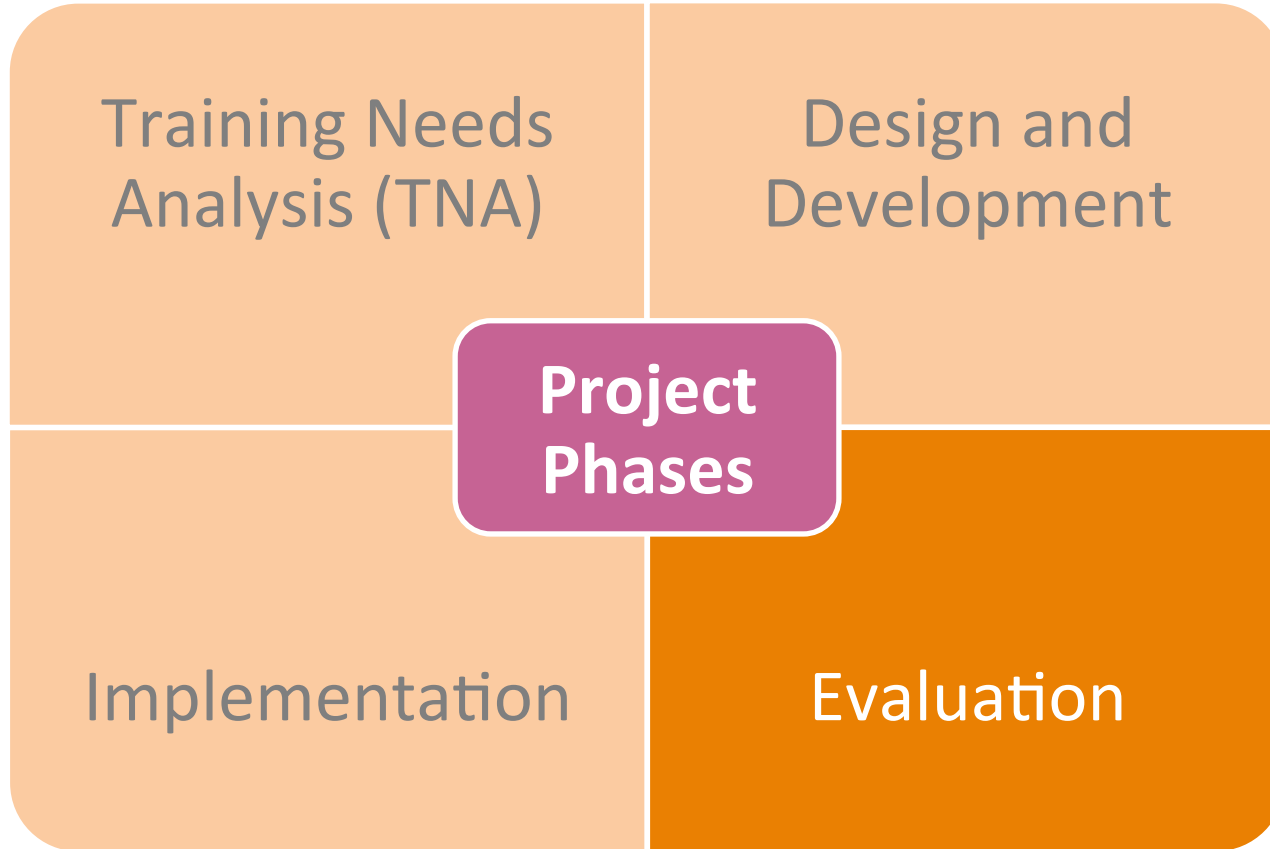 Training Needs
Analysis (TNA)
Design and
Development
Project
Phases
Implementation
Evaluation